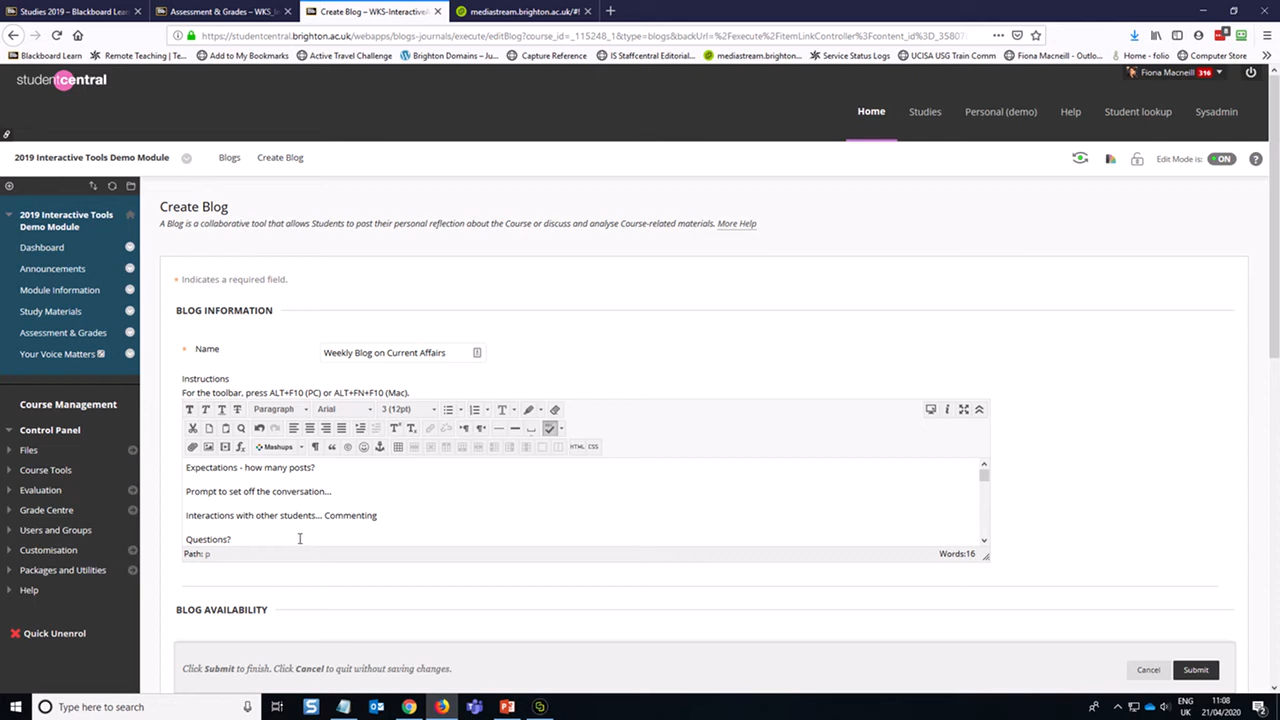 Studies 2019 – Blackboard Lea
Assessment & Grades – WKS_I
Create Blog – WKS-Interactive
mediastream.brighton.ac.uk/#!
https://studentcentral.brighton.ac.uk/webapps/blogs-journals/execute/editBlog?course_id=_115248_1&type=blogs&backUrl=%2Fexecute%2FitemLinkController%3Fcontent_id%3D_35807
Blackboard Learn
Remote Teaching | Te...
Add to My Bookmarks
Active Travel Challenge
Brighton Domains – Ju...
Capture Reference
IS Staffcentral Editorial...
mediastream.brighton...
Service Status Logs
UCISA USG Train Comm
Fiona Macneill - Outlo...
Home - folio
Computer Store
studentcentral
Fiona Macneill 316
Home
Studies
Personal (demo)
Help
Student lookup
Sysadmin
2019 Interactive Tools Demo Module
Blogs
Create Blog
Edit Mode is:
ON
2019 Interactive Tools
Demo Module
Dashboard
Announcements
Module Information
Study Materials
Assessment & Grades
Your Voice Matters
Course Management
Control Panel
Files
Course Tools
Evaluation
Grade Centre
Users and Groups
Customisation
Packages and Utilities
Help
Quick Unenrol
Create Blog
A Blog is a collaborative tool that allows Students to post their personal reflection about the Course or discuss and analyse Course-related materials. More Help
* Indicates a required field.
BLOG INFORMATION
* Name
Weekly Blog on Current Affairs
Instructions
For the toolbar, press ALT+F10 (PC) or ALT+FN+F10 (Mac).
Paragraph
Arial
3 (12pt)
Mashups
HTML CSS
Expectations - how many posts?
Prompt to set off the conversation...
Interactions with other students... Commenting
Questions?
Path: p
Words:16
BLOG AVAILABILITY
Click Submit to finish. Click Cancel to quit without saving changes.
Cancel
Submit
Type here to search
ENG
UK
11:08
21/04/2020